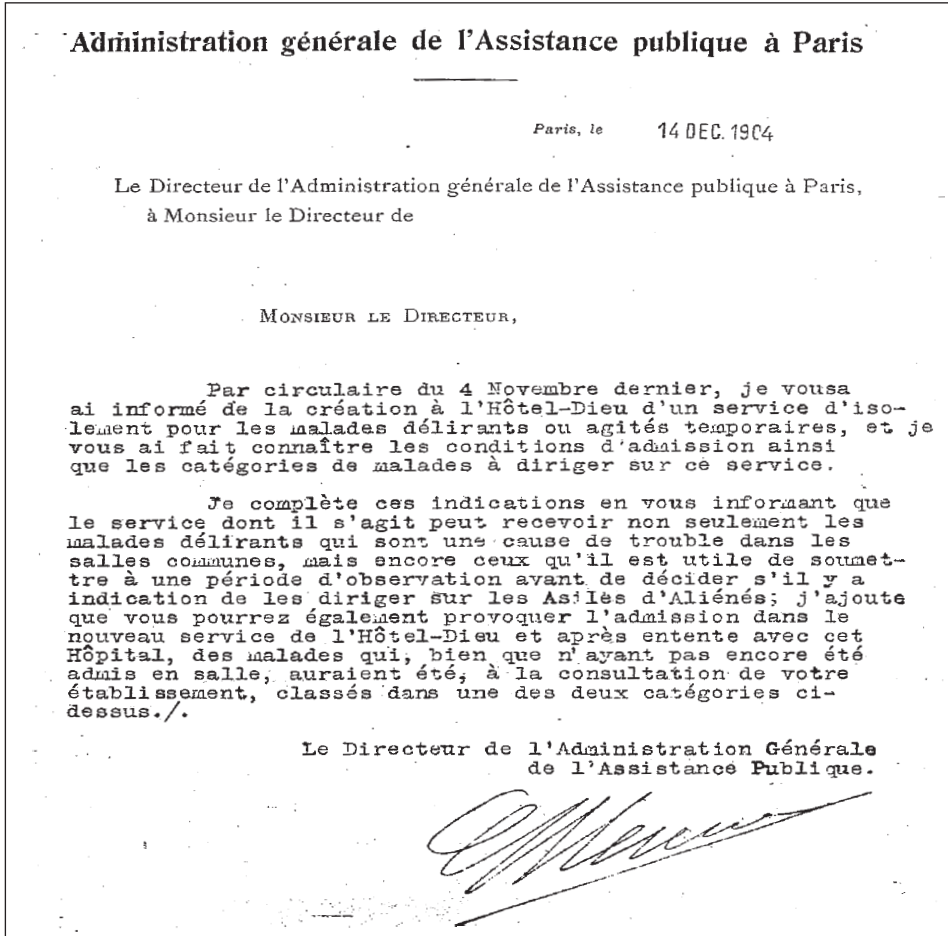 Administration générale de l'Assistance publique à Paris
Paris, le 14 DEC. 1904
Le Directeur de l'Administration générale de l'Assistance publique à Paris,
à Monsieur le Directeur de
MONSIEUR LE DIRECTEUR,
Par circulaire du 4 Novembre dernier, je vousa
ai informé de la création à l'Hôtel-Dieu d'un service d'iso-
lement pour les malades délirants ou agités temporaires, et je
vous ai fait connaître les conditions d'admission ainsi
que les catégories de malades à diriger sur ce service.
Je complète ces indications en vous informant que
le service dont il s'agit peut recevoir non seulement les
malades délirants qui sont une cause de trouble dans les
salles communes, mais encore ceux qu'il est utile de soumet-
tre à une période d'observation avant de décider s'il y a
indication de les diriger sur les Asiles d'Aliénés; j'ajoute
que vous pourrez également provoquer l'admission dans le
nouveau service de l'Hôtel-Dieu et après entente avec cet
Hôpital, des malades qui, bien que n'ayant pas encore été
admis en salle, auraient été, à la consultation de votre
établissement, classés dans une des deux catégories ci-
dessus./.
Le Directeur de l'Administration Générale
de l'Assistance Publique.